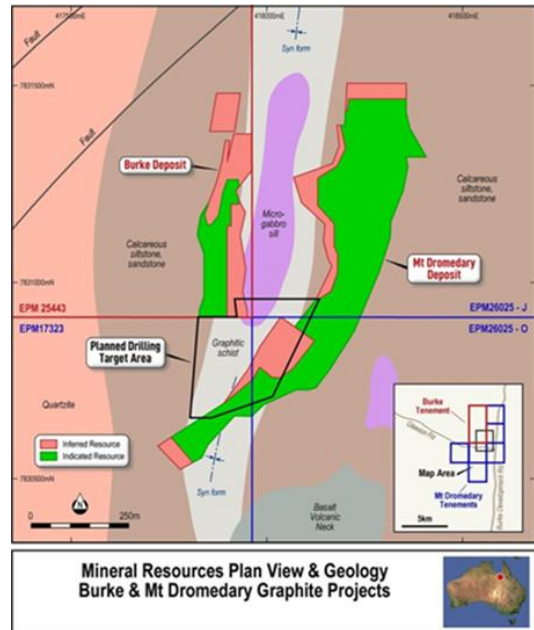 417500mE
418000mE
418500mE
Syn form
7831500mN
Fault
Fault
Burke Deposit
Calcareous
siltstone,
sandstone
Micro-
gabbro
sill
Calcareous
siltstone,
sandstone
Mt Dromedary
Deposit
7831000mN
EPM 25443
EPM26025 - J
EPM17323
EPM26025 - O
Planned Drilling
Target Area
Graphitic
schist
Quartzite
Inferred Resource
Indicated Resource
Burke
Tenement
Map Area
Mt Dromedary
Tenements
Burke Development Rd
5km
7830500mN
N
0
250m
Syn form
Basalt
Volcanic
Neck
Mineral Resources Plan View & Geology
Burke & Mt Dromedary Graphite Projects